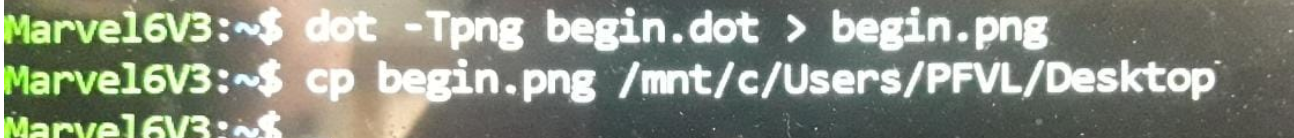 Marvel6V3:~$ dot -Tpng begin.dot > begin.png
Marvel6V3:~$ cp begin.png /mnt/c/Users/PFVL/Desktop
Marvel6V3:~$